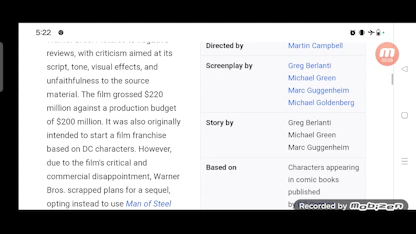 5:22
reviews, with criticism aimed at its
script, tone, visual effects, and
unfaithfulness to the source
material. The film grossed $220
million against a production budget
of $200 million. It was also originally
intended to start a film franchise
based on DC characters. However,
due to the film's critical and
commercial disappointment, Warner
Bros. scrapped plans for a sequel,
opting instead to use Man of Steel
Directed by
Martin Campbell
Screenplay by
Greg Berlanti
Michael Green
Marc Guggenheim
Michael Goldenberg
Story by
Greg Berlanti
Michael Green
Marc Guggenheim
Based on
Characters appearing
in comic books
published
by
Recorded by Mobizen